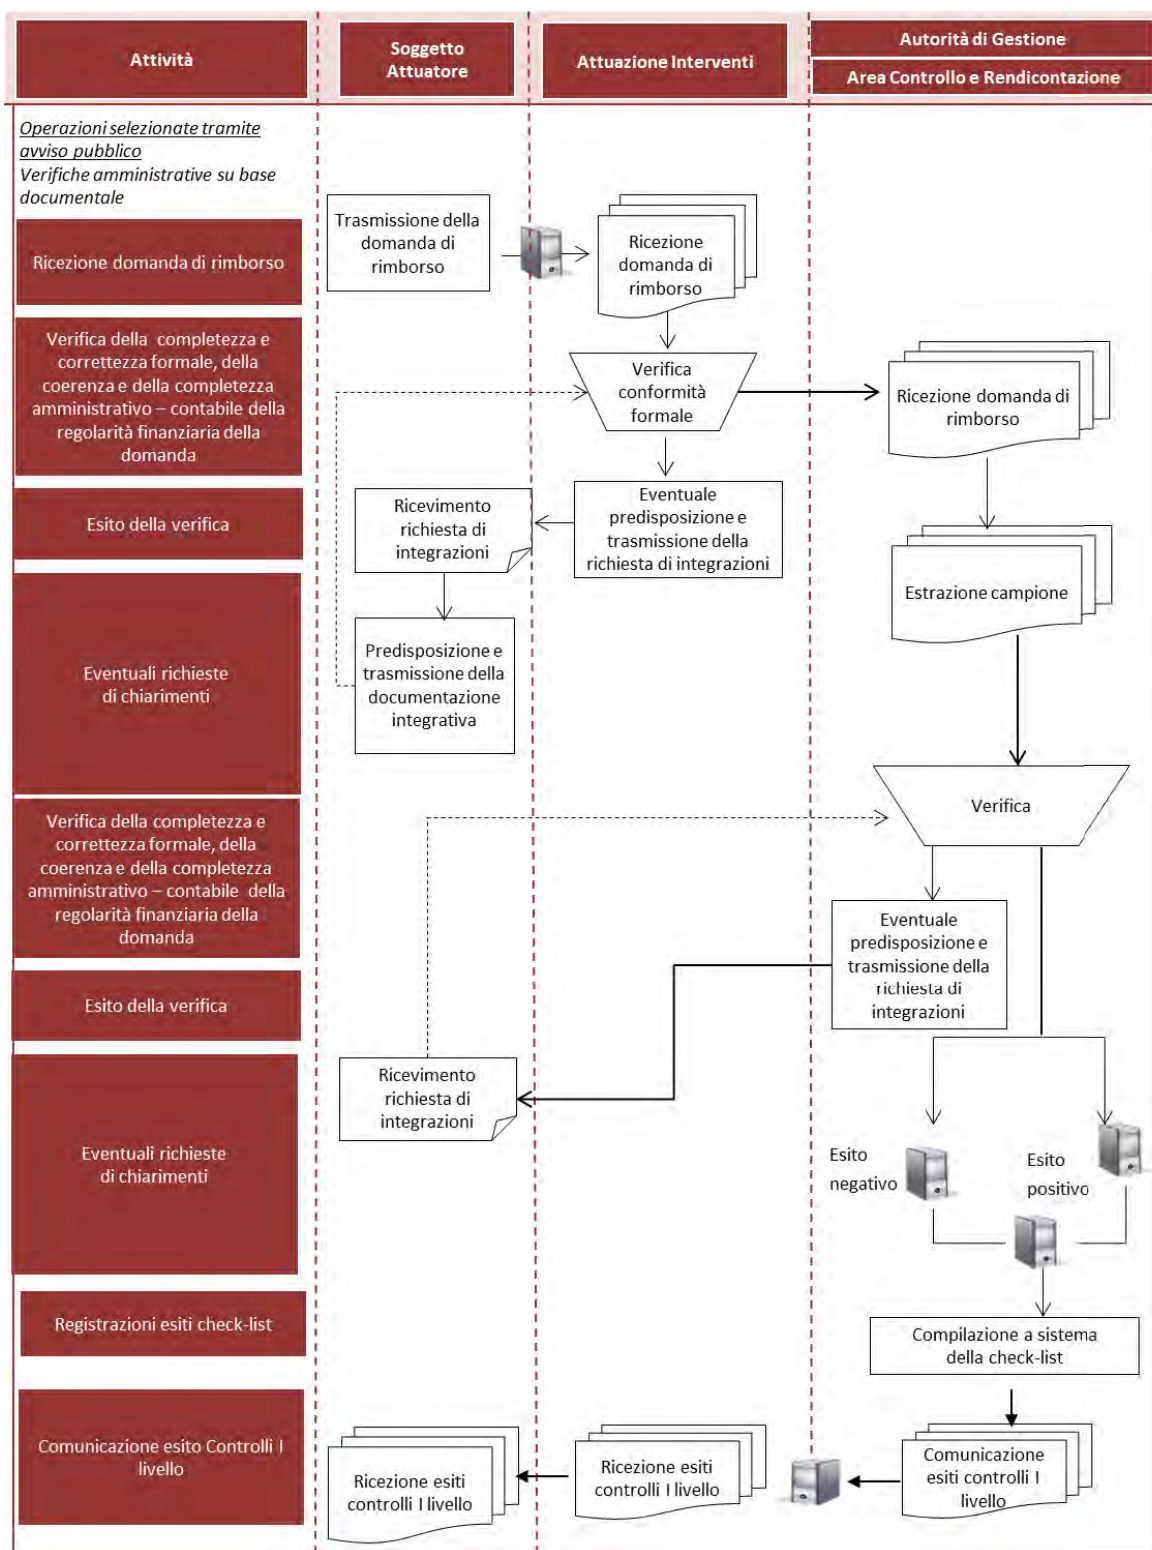 Attività
Soggetto
Attuatore
Attuazione Interventi
Autorità di Gestione
Area Controllo e Rendicontazione
Operazioni selezionate tramite
avviso pubblico
Verifiche amministrative su base
documentale
Ricezione domanda di rimborso
Trasmissione della
domanda di
rimborso
Ricezione
domanda di
rimborso
Verifica della completezza e
correttezza formale, della
coerenza e della completezza
amministrativo – contabile della
regolarità finanziaria della
domanda
Verifica
conformità
formale
Ricezione domanda di
rimborso
Esito della verifica
Ricevimento
richiesta di
integrazioni
Eventuale
predisposizione e
trasmissione della
richiesta di integrazioni
Estrazione campione
Eventuali richieste
di chiarimenti
Predisposizione e
trasmissione della
documentazione
integrativa
Verifica della completezza e
correttezza formale, della
coerenza e della completezza
amministrativo – contabile della
regolarità finanziaria della
domanda
Verifica
Eventuale
predisposizione e
trasmissione della
richiesta di
integrazioni
Esito della verifica
Ricevimento
richiesta di
integrazioni
Eventuali richieste
di chiarimenti
Esito
negativo
Esito
positivo
Registrazioni esiti check-list
Compilazione a sistema
della check-list
Comunicazione esito Controlli I
livello
Ricezione esiti
controlli I livello
Ricezione esiti
controlli I livello
Comunicazione
esiti controlli I
livello